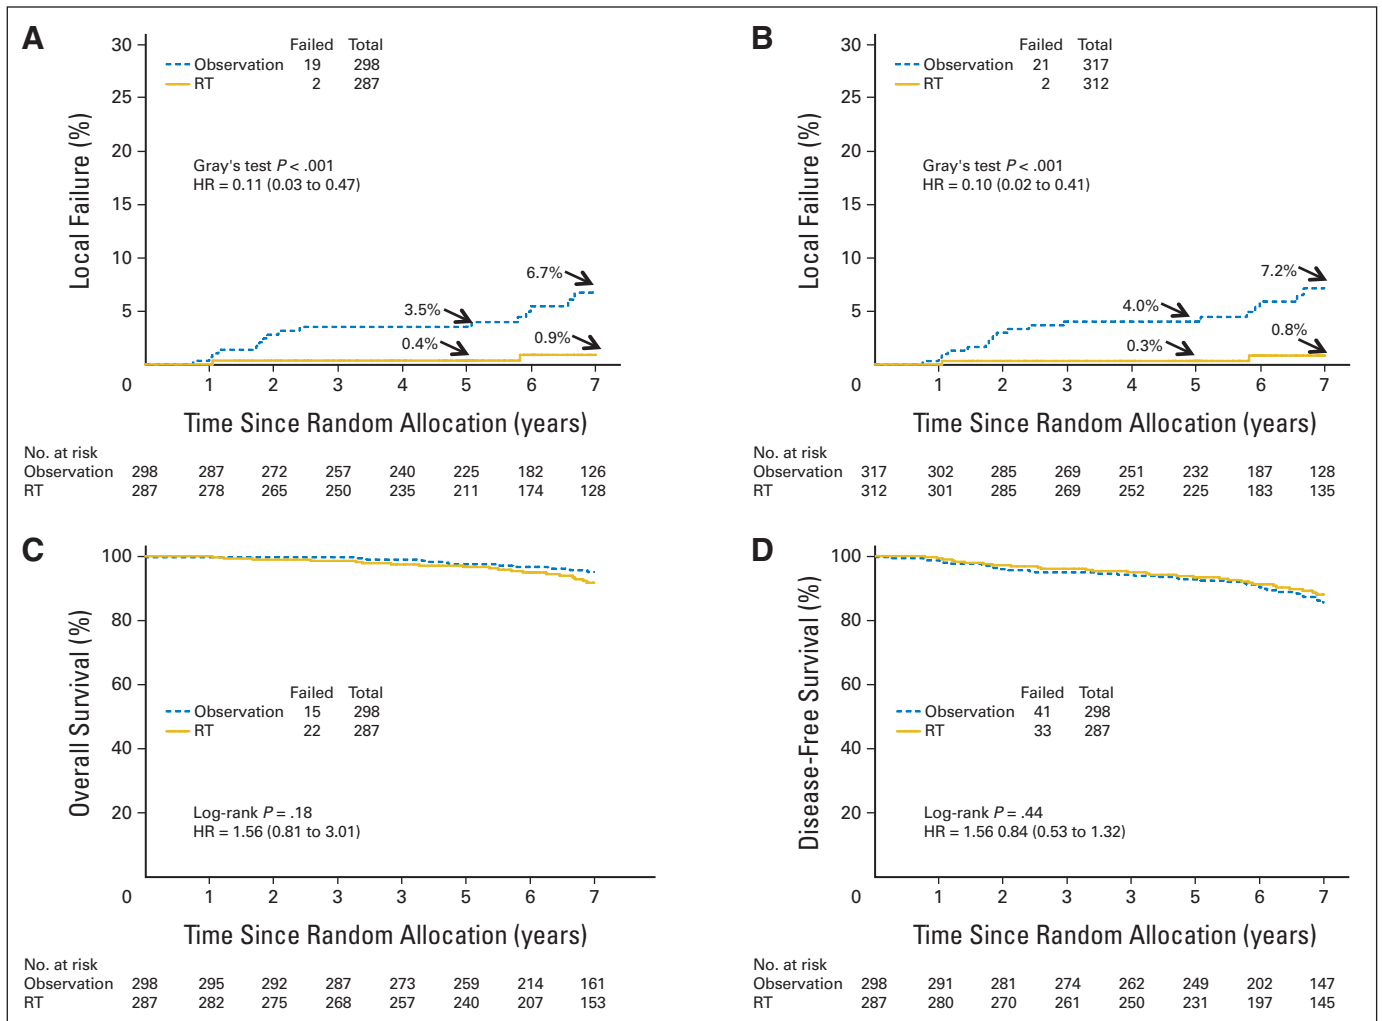 A
Failed Total
Observation 19 298
RT 2 287
30
25
20
15
10
5
0
Local Failure (%)
Gray's test P < .001
HR = 0.11 (0.03 to 0.47)
6.7%
3.5%
0.4%
0.9%
1 2 3 4 5 6 7
Time Since Random Allocation (years)
No. at risk
Observation 298 287 272 257 240 225 182 126
RT 287 278 265 250 235 211 174 128
B
Failed Total
Observation 21 317
RT 2 312
30
25
20
15
10
5
0
Local Failure (%)
Gray's test P < .001
HR = 0.10 (0.02 to 0.41)
7.2%
4.0%
0.3%
0.8%
1 2 3 4 5 6 7
Time Since Random Allocation (years)
No. at risk
Observation 317 302 285 269 251 232 187 128
RT 312 301 285 269 252 225 183 135
C
100
80
60
40
20
0
Overall Survival (%)
Failed Total
Observation 15 298
RT 22 287
Log-rank P = .18
HR = 1.56 (0.81 to 3.01)
1 2 3 3 5 6 7
Time Since Random Allocation (years)
No. at risk
Observation 298 295 292 287 273 259 214 161
RT 287 282 275 268 257 240 207 153
D
100
80
60
40
20
0
Disease-Free Survival (%)
Failed Total
Observation 41 298
RT 33 287
Log-rank P = .44
HR = 1.56 0.84 (0.53 to 1.32)
1 2 3 3 5 6 7
Time Since Random Allocation (years)
No. at risk
Observation 298 291 281 274 262 249 202 147
RT 287 280 270 261 250 231 197 145